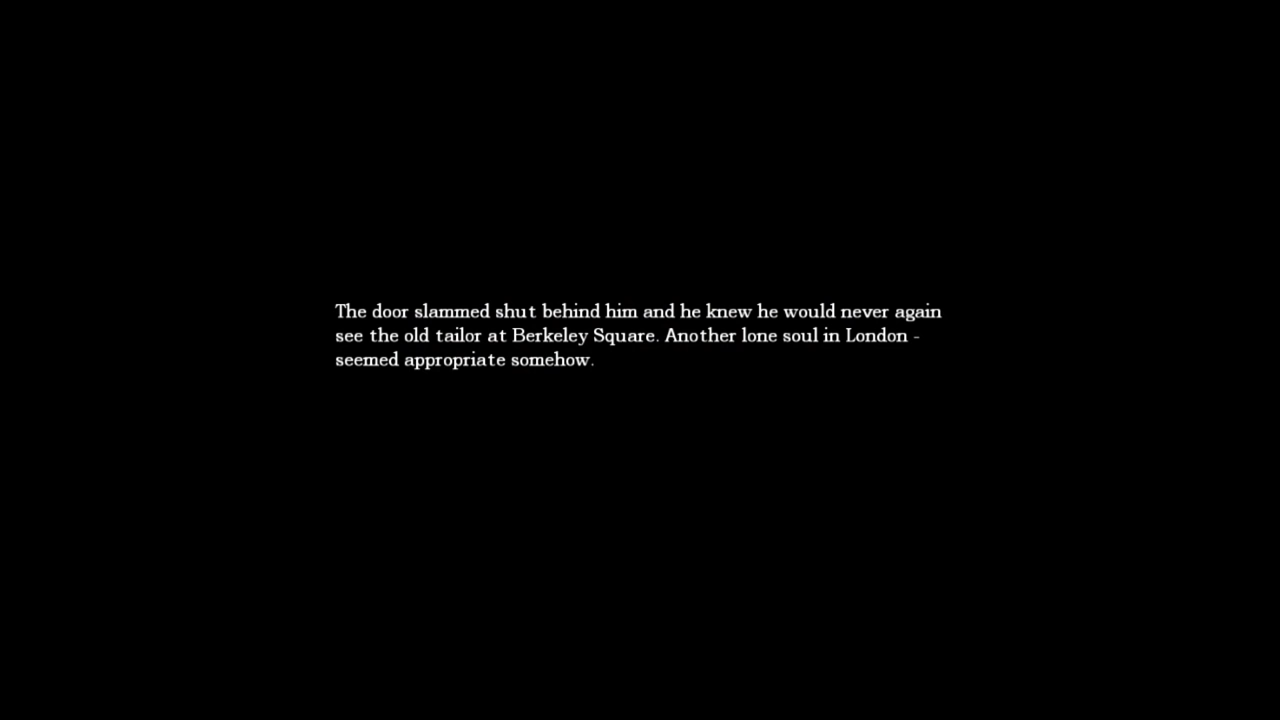 The door slammed shut behind him and he knew he would never again
see the old tailor at Berkeley Square. Another lone soul in London -
seemed appropriate somehow.